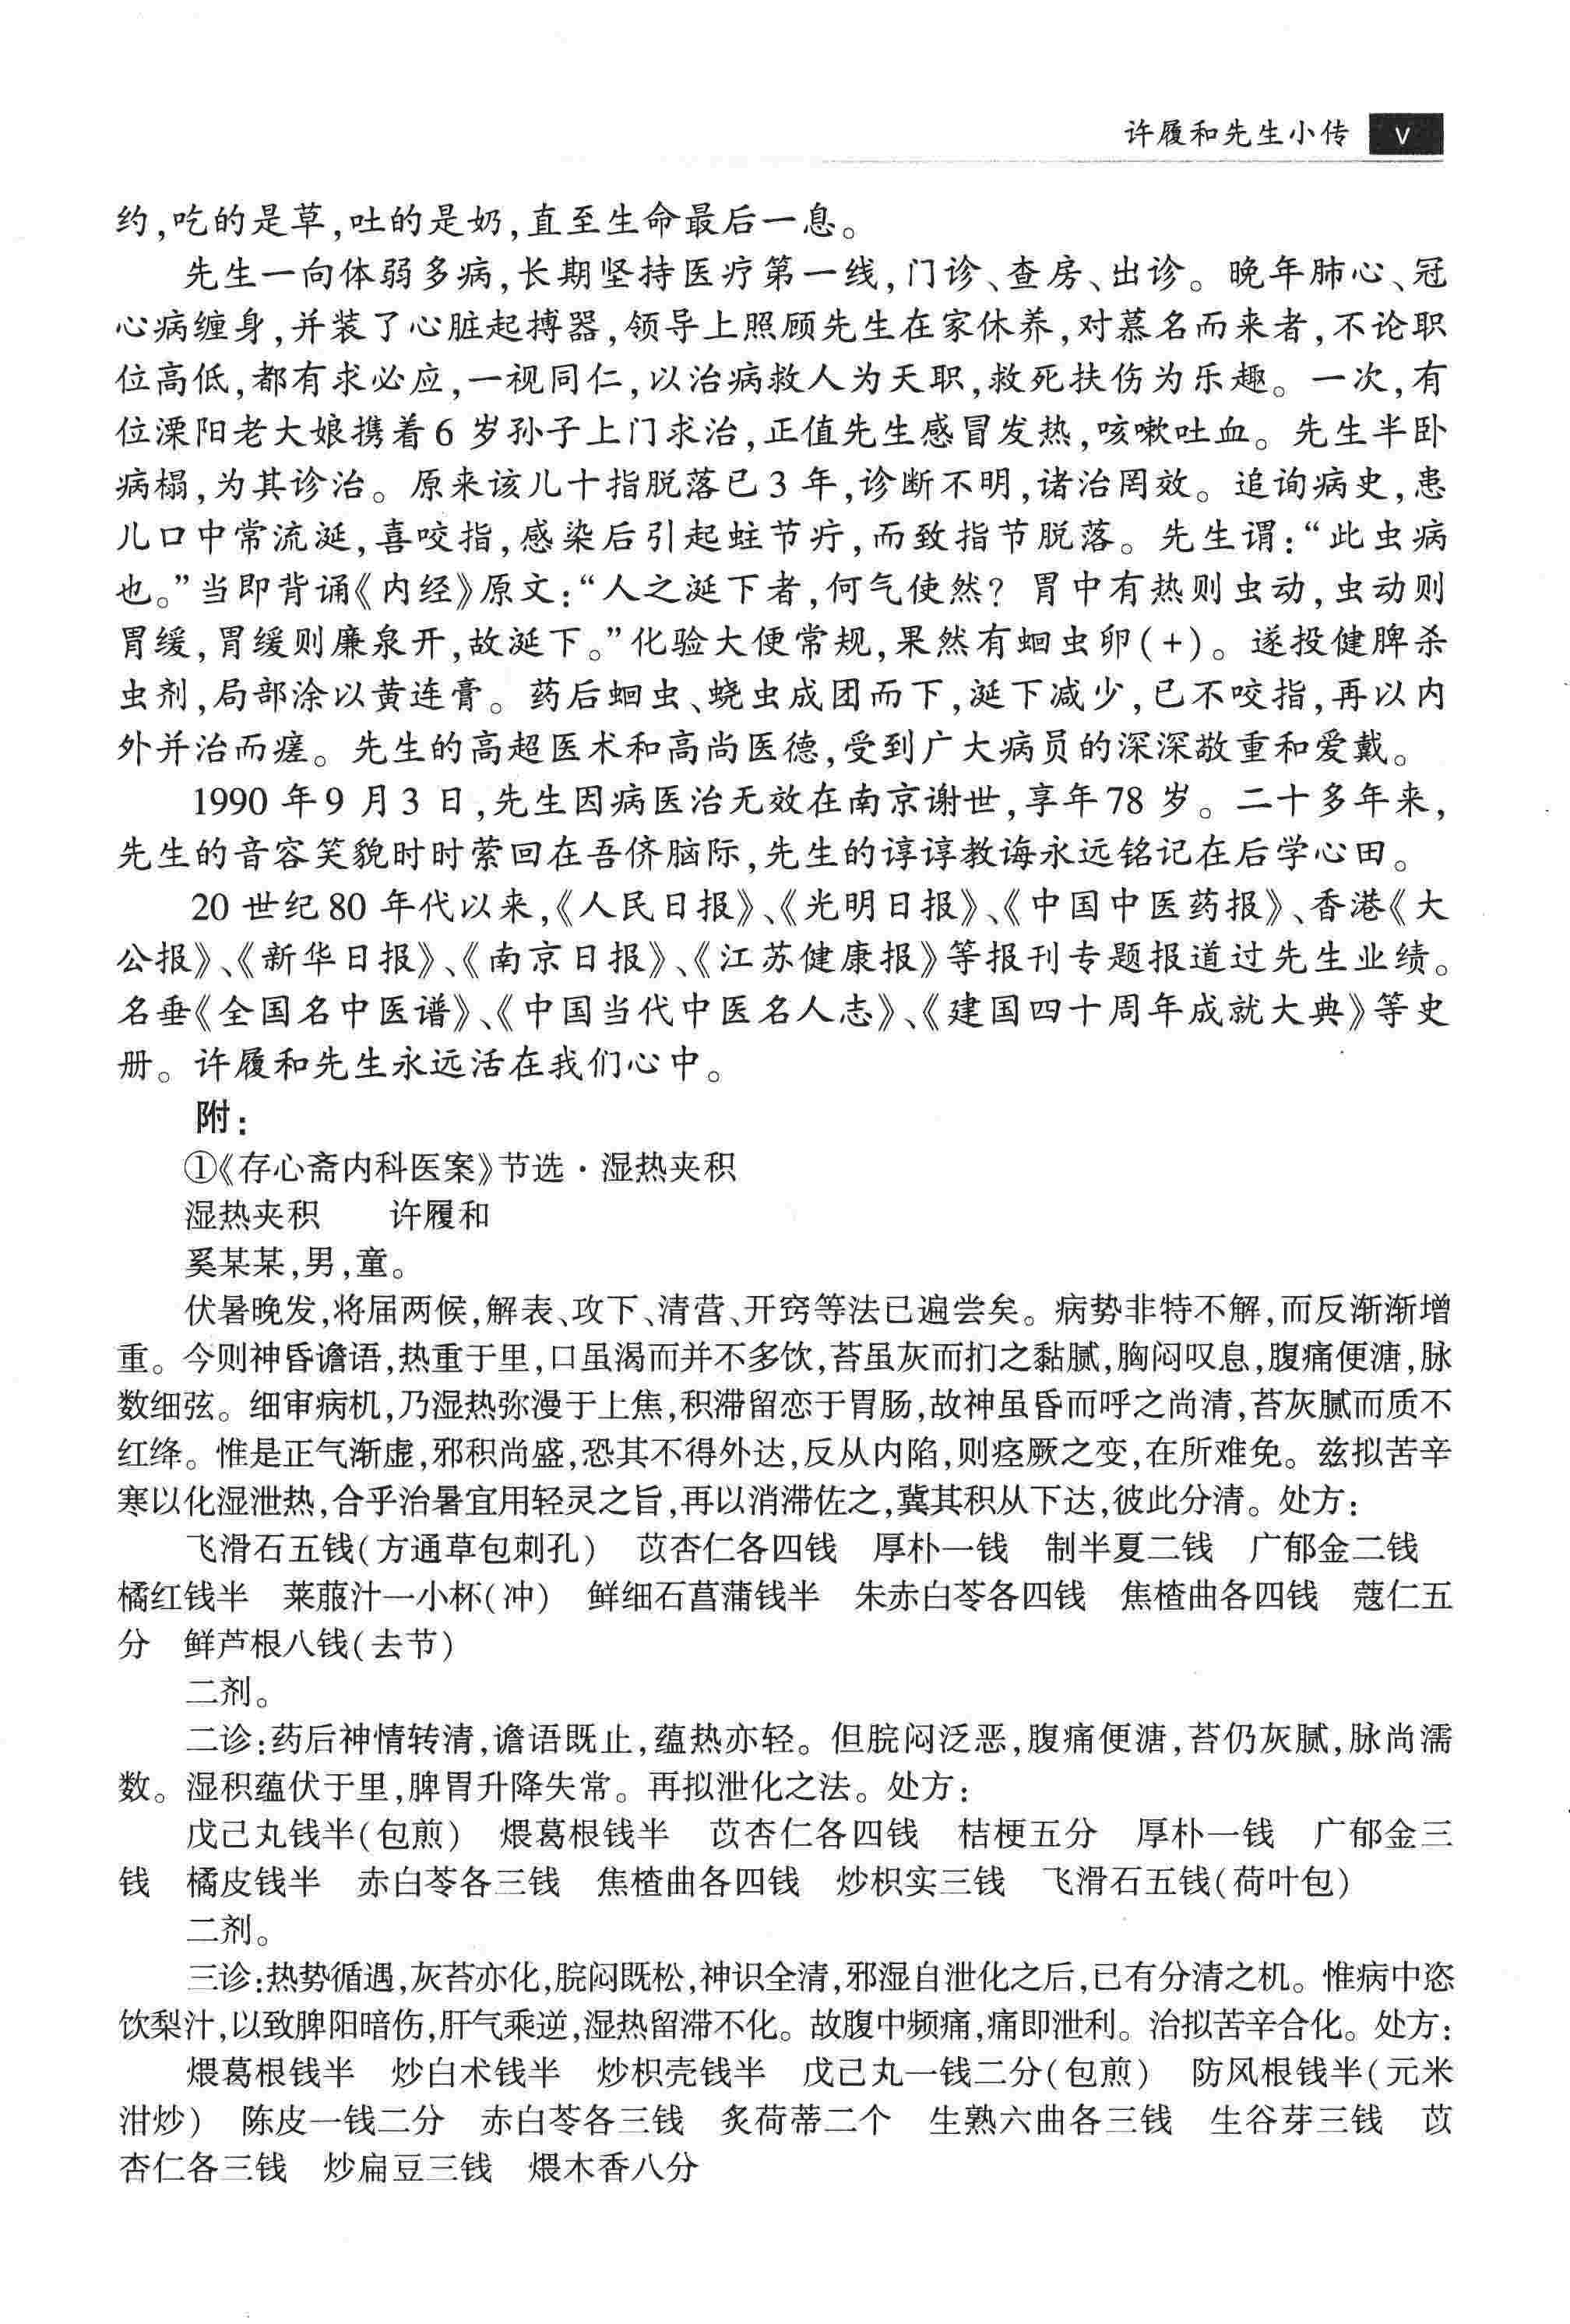 许履和先生小传 V
约,吃的是草,吐的是奶,直至生命最后一息。
先生一向体弱多病,长期坚持医疗第一线,门诊、查房、出诊。晚年肺心、冠
心病缠身,并装了心脏起搏器,领导上照顾先生在家休养,对慕名而来者,不论职
位高低,都有求必应,一视同仁,以治病救人为天职,救死扶伤为乐趣。一次,有
位溧阳老大娘携着6岁孙子上门求治,正值先生感冒发热,咳嗽吐血。先生半卧
病榻,为其诊治。原来该儿十指脱落已3年,诊断不明,诸治罔效。追询病史,患
儿口中常流涎,喜咬指,感染后引起蛀节疔,而致指节脱落。先生谓:“此虫病
也。”当即背诵《内经》原文:“人之涎下者,何气使然?胃中有热则虫动,虫动则
胃缓,胃缓则廉泉开,故涎下。”化验大便常规,果然有蛔虫卵(+)。遂投健脾杀
虫剂,局部涂以黄连膏。药后蛔虫、蛲虫成团而下,涎下减少,已不咬指,再以内
外并治而瘥。先生的高超医术和高尚医德,受到广大病员的深深敬重和爱戴。
1990年9月3日,先生因病医治无效在南京谢世,享年78岁。二十多年来,
先生的音容笑貌时时萦回在吾侪脑际,先生的谆谆教诲永远铭记在后学心田。
20世纪80年代以来,《人民日报》、《光明日报》、《中国中医药报》、香港《大
公报》、《新华日报》、《南京日报》、《江苏健康报》等报刊专题报道过先生业绩。
名垂《全国名中医谱》、《中国当代中医名人志》、《建国四十周年成就大典》等史
册。许履和先生永远活在我们心中。
附:
①《存心斋内科医案》节选·湿热夹积
湿热夹积 许履和
奚某某,男,童。
伏暑晚发,将届两候,解表、攻下、清营、开窍等法已遍尝矣。病势非特不解,而反渐渐增
重。今则神昏谵语,热重于里,口虽渴而并不多饮,苔虽灰而扪之黏腻,胸闷叹息,腹痛便溏,脉
数细弦。细审病机,乃湿热弥漫于上焦,积滞留恋于胃肠,故神虽昏而呼之尚清,苔灰腻而质不
红绛。惟是正气渐虚,邪积尚盛,恐其不得外达,反从内陷,则痉厥之变,在所难免。兹拟苦辛
寒以化湿泄热,合乎治暑宜用轻灵之旨,再以消滞佐之,冀其积从下达,彼此分清。处方:
飞滑石五钱(方通草包刺孔) 苡杏仁各四钱 厚朴一钱 制半夏二钱 广郁金二钱
橘红钱半 莱菔汁一小杯(冲) 鲜细石菖蒲钱半 朱赤白苓各四钱 焦楂曲各四钱 蔻仁五
分 鲜芦根八钱(去节)
二剂。
二诊:药后神情转清,谵语既止,蕴热亦轻。但脘闷泛恶,腹痛便溏,苔仍灰腻,脉尚濡
数。湿积蕴伏于里,脾胃升降失常。再拟泄化之法。处方:
戊己丸钱半(包煎) 煨葛根钱半 苡杏仁各四钱 桔梗五分 厚朴一钱 广郁金三
钱 橘皮钱半 赤白苓各三钱 焦楂曲各四钱 炒枳实三钱 飞滑石五钱(荷叶包)
二剂。
三诊:热势循遇,灰苔亦化,脘闷既松,神识全清,邪湿自泄化之后,已有分清之机。惟病中恣
饮梨汁,以致脾阳暗伤,肝气乘逆,湿热留滞不化。故腹中频痛,痛即泄利。治拟苦辛合化。处方:
煨葛根钱半 炒白术钱半 炒枳壳钱半 戊己丸一钱二分(包煎) 防风根钱半(元米
泔炒) 陈皮一钱二分 赤白苓各三钱 炙荷蒂二个 生熟六曲各三钱 生谷芽三钱 苡
杏仁各三钱 炒扁豆三钱 煨木香八分